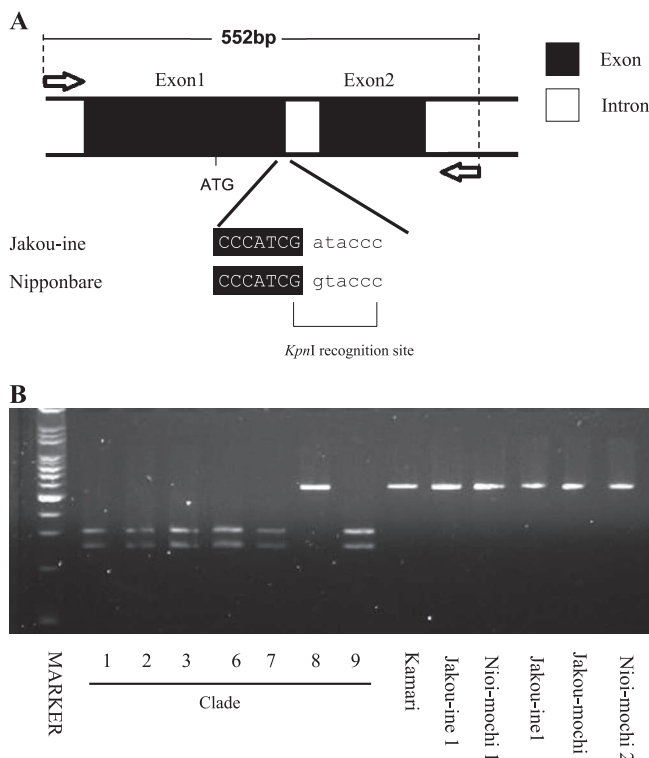 A
552bp
Exon1
Exon2
Exon
Intron
ATG
Jakou-ine
CCCATCG ataccc
Nipponbare
CCCATCG gtaccc
KpnI recognition site
B
MARKER
1 2 3 6 7 8 9
Clade
Kamari
Jakou-ine 1
Nioi-mochi 1
Jakou-ine1
Jakou-mochi
Nioi-mochi 2